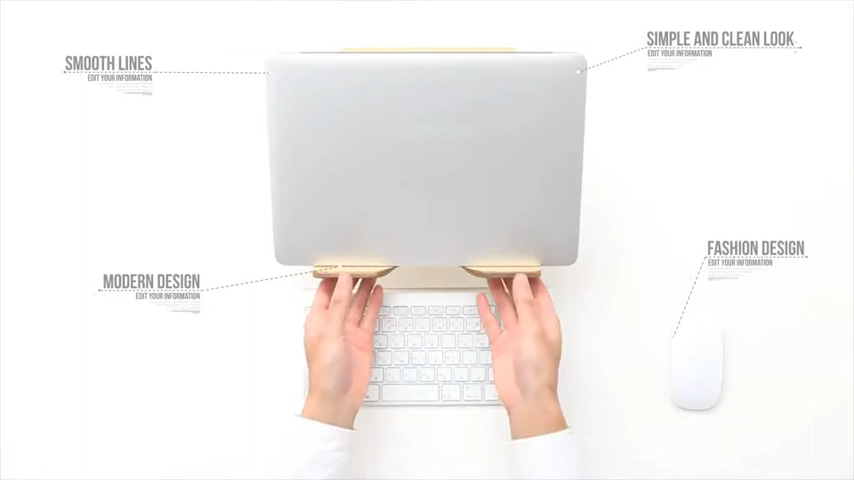 SIMPLE AND CLEAN LOOK
EDIT YOUR INFORMATION
SMOOTH LINES
EDIT YOUR INFORMATION
FASHION DESIGN
EDIT YOUR INFORMATION
MODERN DESIGN
EDIT YOUR INFORMATION